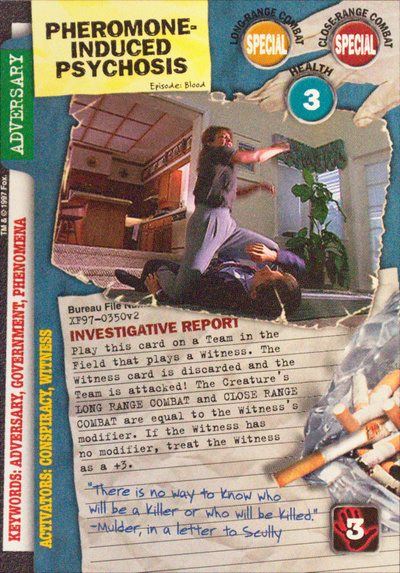 PHEROMONE-
INDUCED
PSYCHOSIS
Episode: Blood
LONG-RANGE COMBAT
SPECIAL
CLOSE-RANGE COMBAT
SPECIAL
HEALTH
3
ADVERSARY
TM & © 1997 Fox.
KEYWORDS: ADVERSARY, GOVERNMENT, PHENOMENA
ACTIVATORS: CONSPIRACY, WITNESS
Bureau File
XF97-0350v2
INVESTIGATIVE REPORT
Play this card on a Team in the
Field that plays a Witness. The
Witness card is discarded and the
Team is attacked! The Creature's
LONG RANGE COMBAT and CLOSE RANGE
COMBAT are equal to the Witness's
modifier. If the Witness has
no modifier, treat the Witness
as a +3.
"There is no way to know who
will be a killer or who will be killed."
-Mulder, in a letter to Scully
3